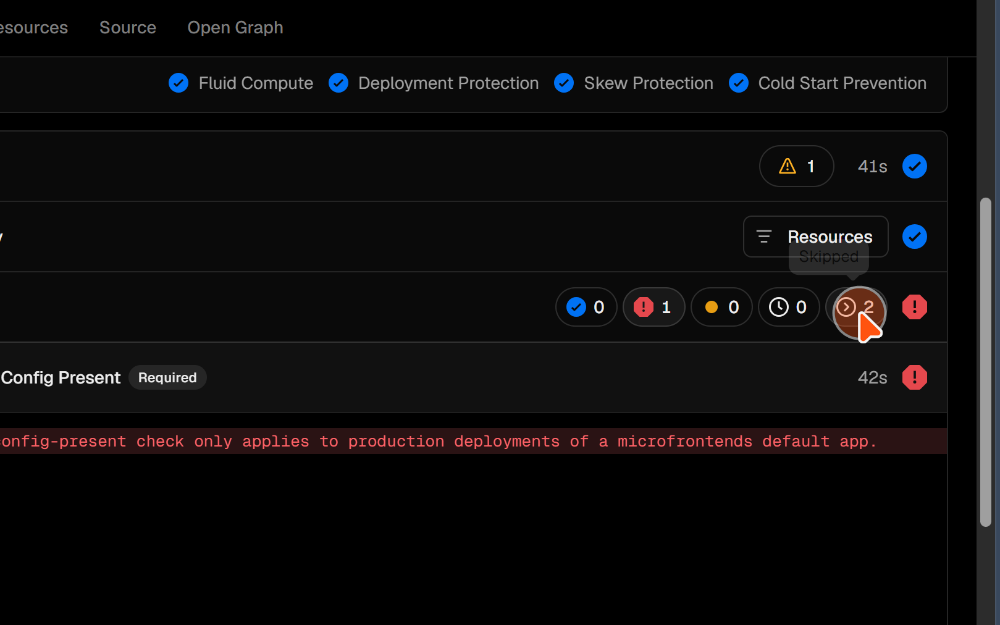 esources Source Open Graph
Fluid Compute Deployment Protection Skew Protection Cold Start Prevention
1 41s
y Resources
Skipped
0 1 0 0 2
Config Present Required 42s
onfig-present check only applies to production deployments of a microfrontends default app.